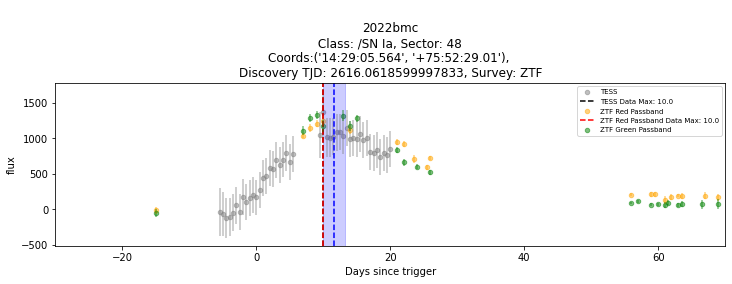 2022bmc
Class: /SN Ia, Sector: 48
Coords:('14:29:05.564', '+75:52:29.01'),
Discovery TJD: 2616.0618599997833, Survey: ZTF
1500
1000
500
0
−500
flux
−20
0
20
40
60
Days since trigger
TESS
TESS Data Max: 10.0
ZTF Red Passband
ZTF Red Passband Data Max: 10.0
ZTF Green Passband